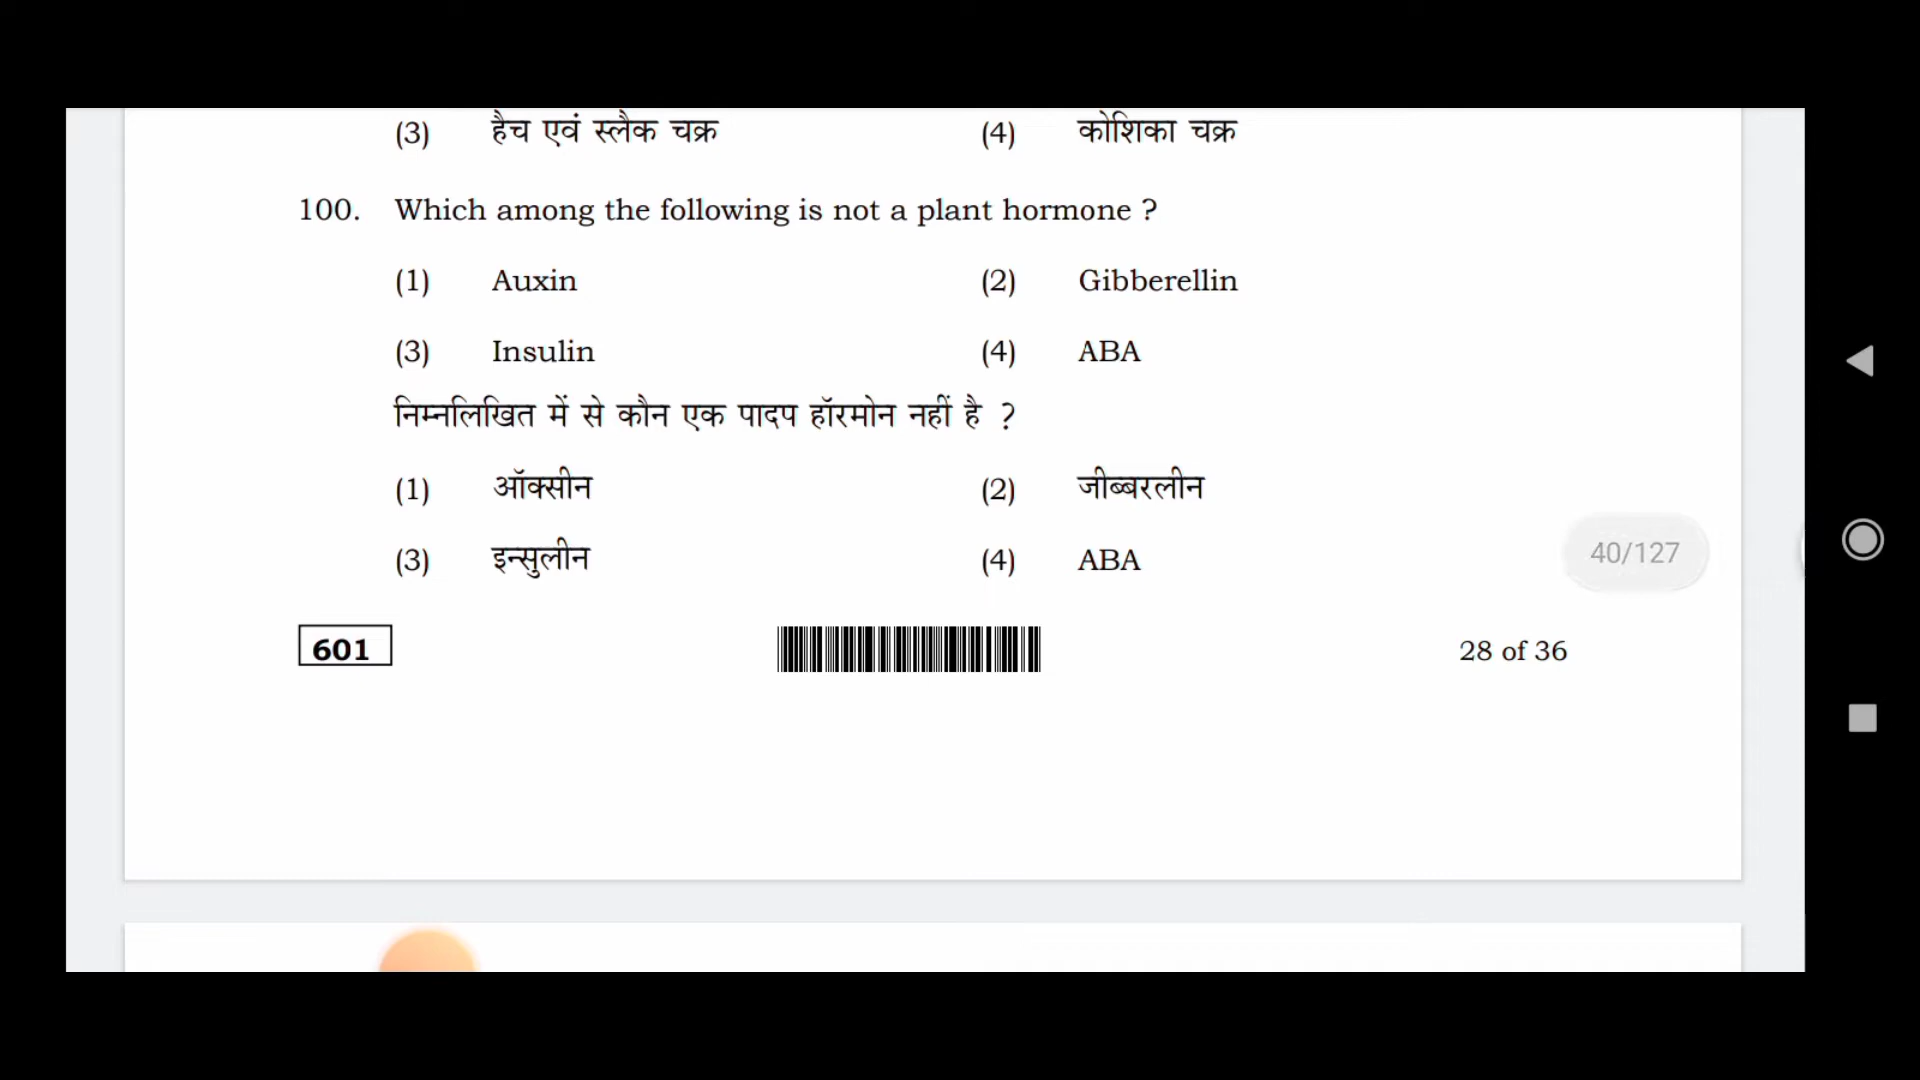 (3) हैच एवं स्लैक चक्र (4) कोशिका चक्र
100. Which among the following is not a plant hormone ?
(1) Auxin (2) Gibberellin
(3) Insulin (4) ABA
निम्नलिखित में से कौन एक पादप हॉरमोन नहीं है ?
(1) ऑक्सीन (2) जीब्बरलीन
(3) इन्सुलीन (4) ABA
40/127
601 28 of 36